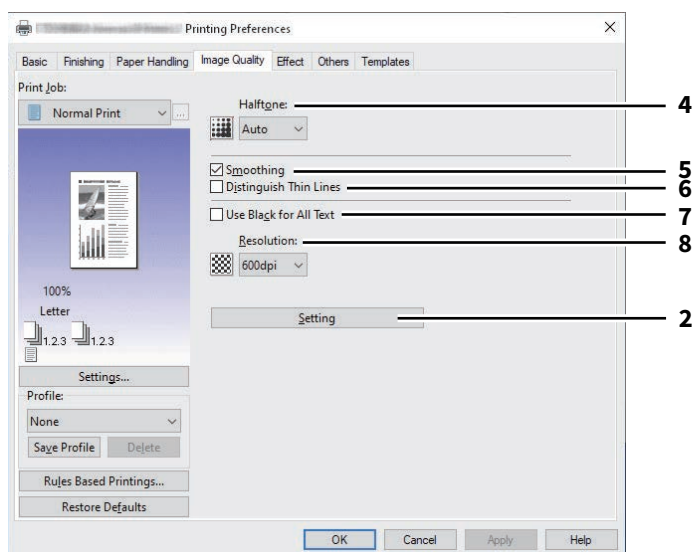 Printing Preferences
Basic Finishing Paper Handling Image Quality Effect Others Templates
Print Job:
Normal Print ...
100%
Letter
1.2.3 1.2.3
Settings...
Profile:
None
Save Profile Delete
Rules Based Printings...
Restore Defaults
Halftone: 4
Auto
Smoothing 5
Distinguish Thin Lines 6
Use Black for All Text 7
Resolution: 8
600dpi
Setting 2
OK Cancel Apply Help